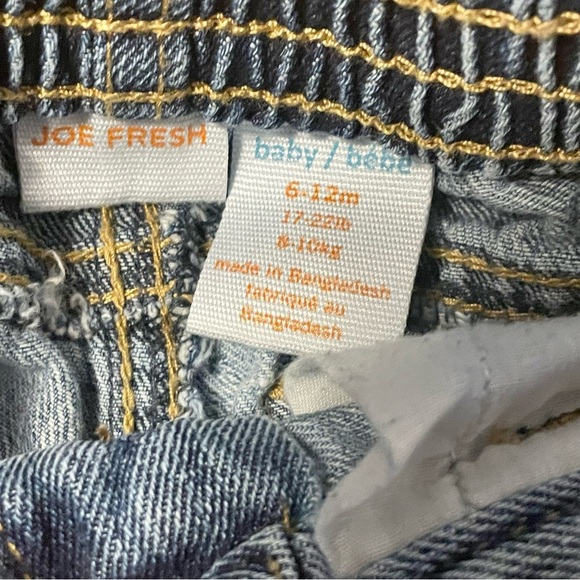 JOE FRESH
baby / bébé
6-12m
17-22lb
8-10kg
made in Bangladesh
fabriqué au
Bangladesh